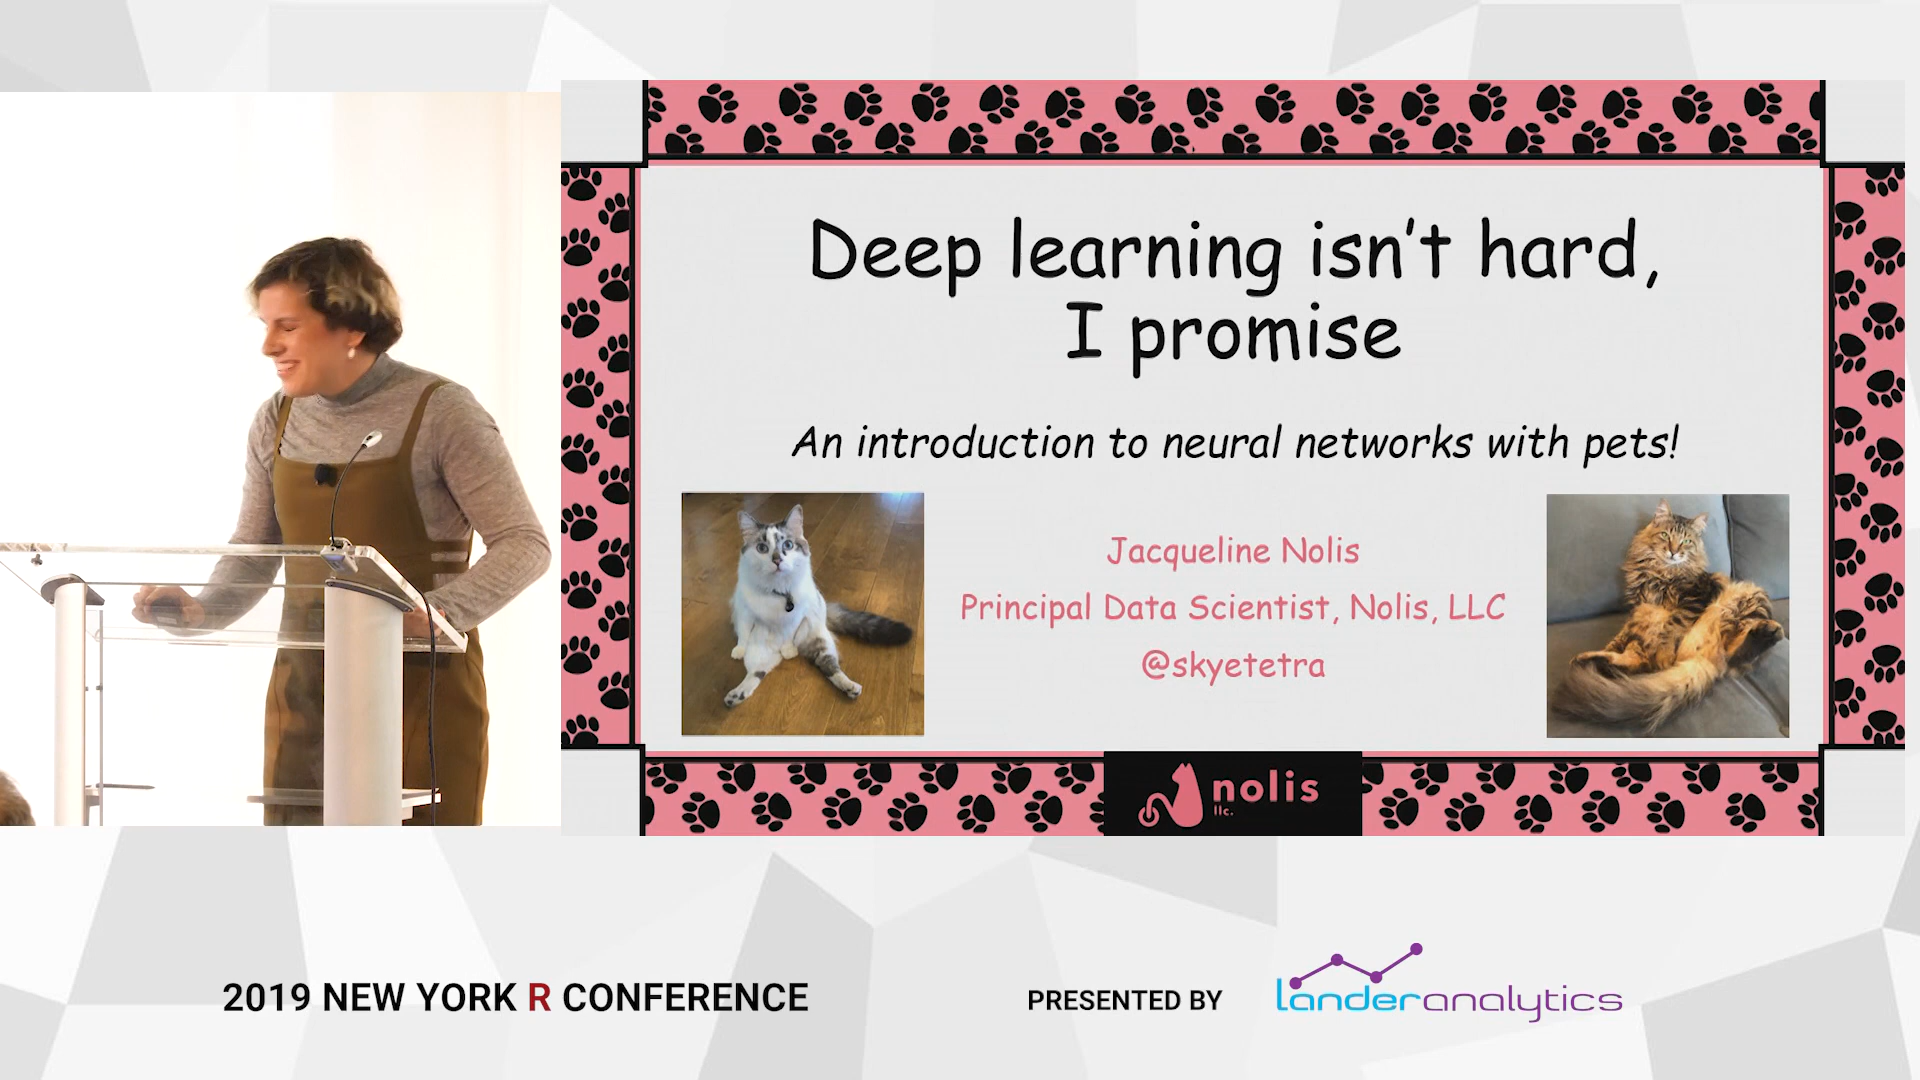 Deep learning isn't hard,
I promise
An introduction to neural networks with pets!
Jacqueline Nolis
Principal Data Scientist, Nolis, LLC
@skyetetra
nolis
llc.
2019 NEW YORK R CONFERENCE
PRESENTED BY
landeranalytics